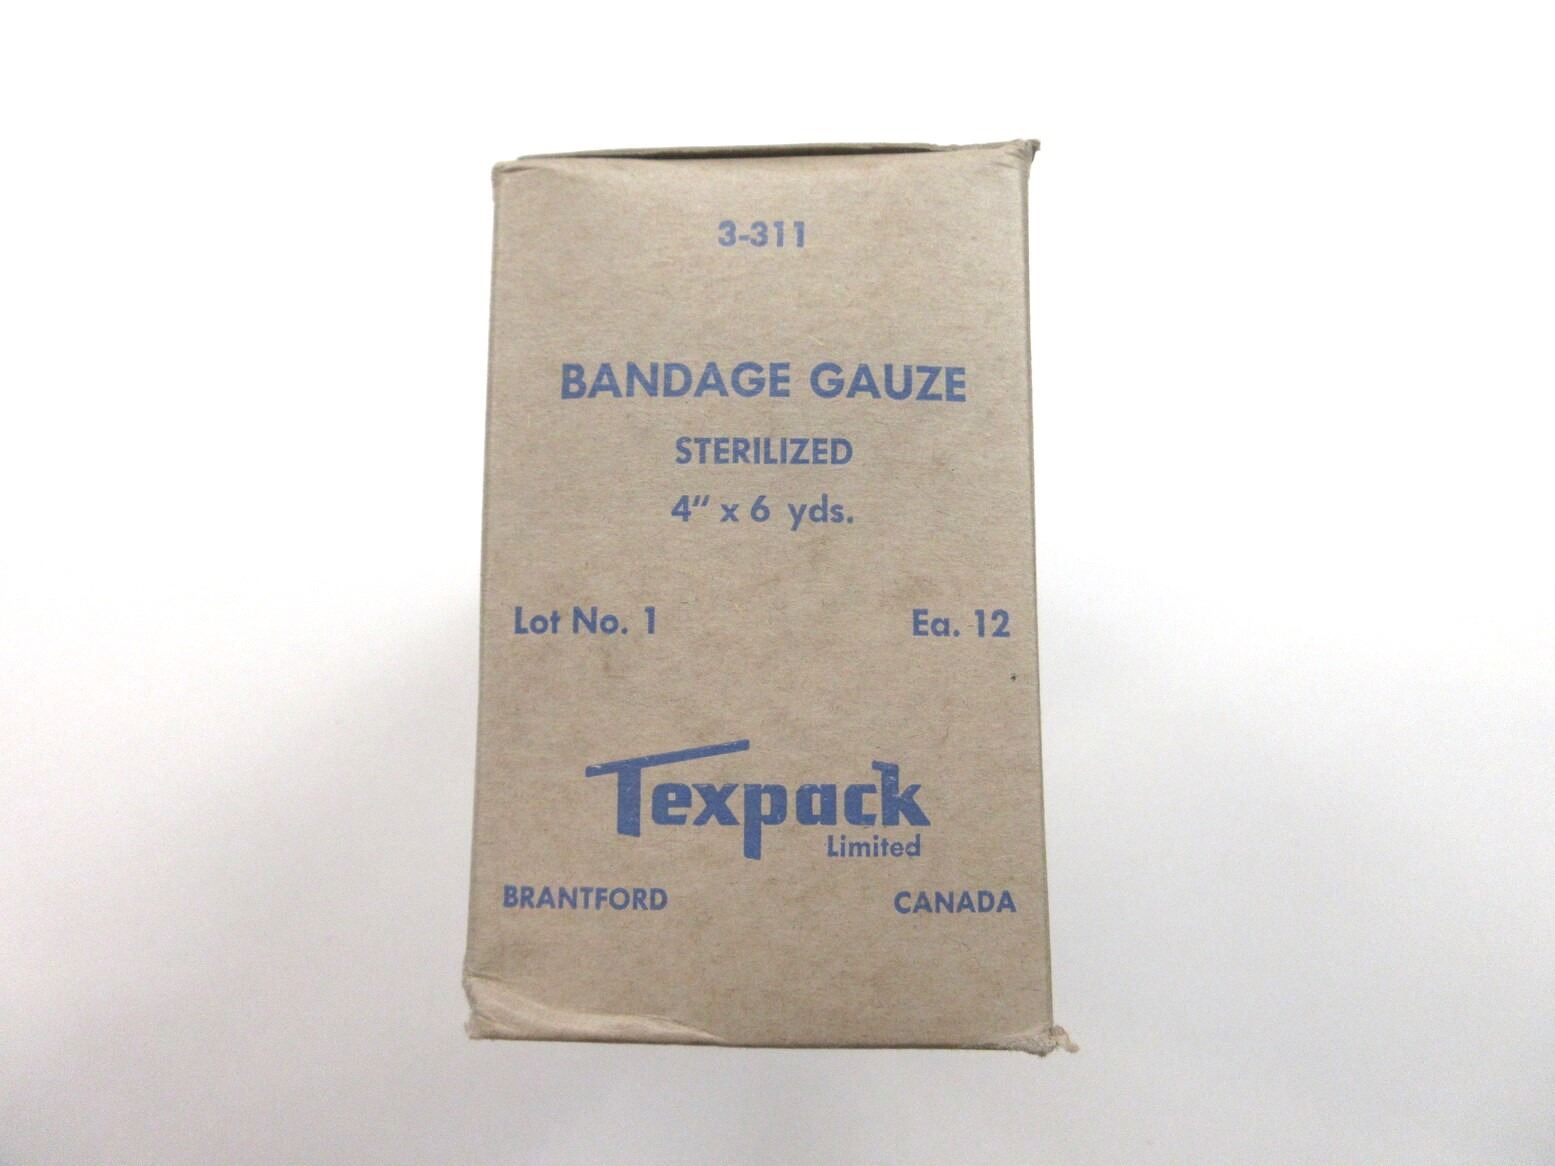 3-311
BANDAGE GAUZE
STERILIZED
4" x 6 yds.
Lot No. 1 Ea. 12
Texpack
Limited
BRANTFORD CANADA